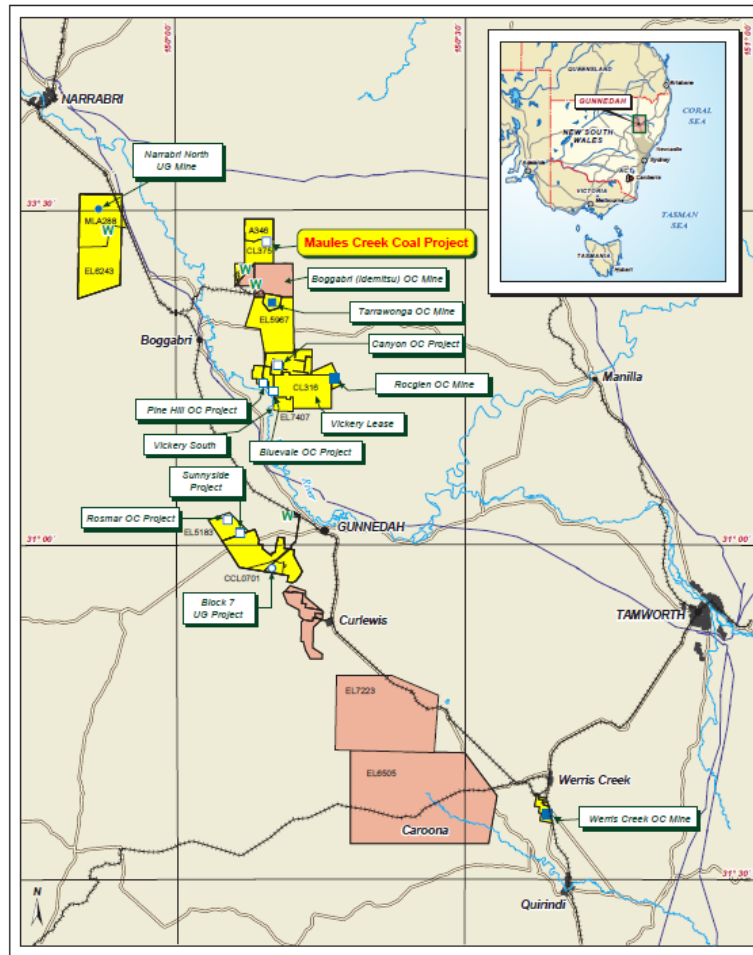 150°00'
150°30'
151°00'
NARRABRI
QUEENSLAND
Brisbane
GUNNEDAH
CORAL
SEA
NEW SOUTH
WALES
Newcastle
Sydney
Adelaide
ACT
Canberra
VICTORIA
Melbourne
TASMAN
SEA
TASMANIA
Hobart
Narrabri North
UG Mine
33°30'
MLA288
W
EL6243
A346
CL375
Maules Creek Coal Project
W
W
Boggabri (Idemitsu) OC Mine
EL5967
Tarrawonga OC Mine
Boggabri
Canyon OC Project
Manilla
CL316
Rocglen OC Mine
Pine Hill OC Project
EL7407
Vickery Lease
Vickery South
Bluevale OC Project
Sunnyside
Project
River
Rosmar OC Project
W
GUNNEDAH
EL5183
31°00'
CCL0701
Block 7
UG Project
Curlewis
TAMWORTH
EL7223
EL6505
Werris Creek
Caroona
Werris Creek OC Mine
31°30'
N
Quirindi